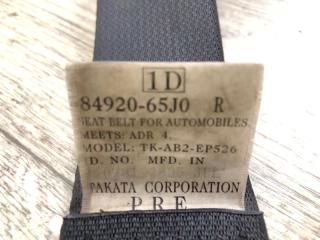 1D
84920-65J0 R
SEAT BELT FOR AUTOMOBILES
MEETS: ADR 4
MODEL: TK-AB2-EP526
I.D. NO. MFD. IN
TAKATA CORPORATION
PRE